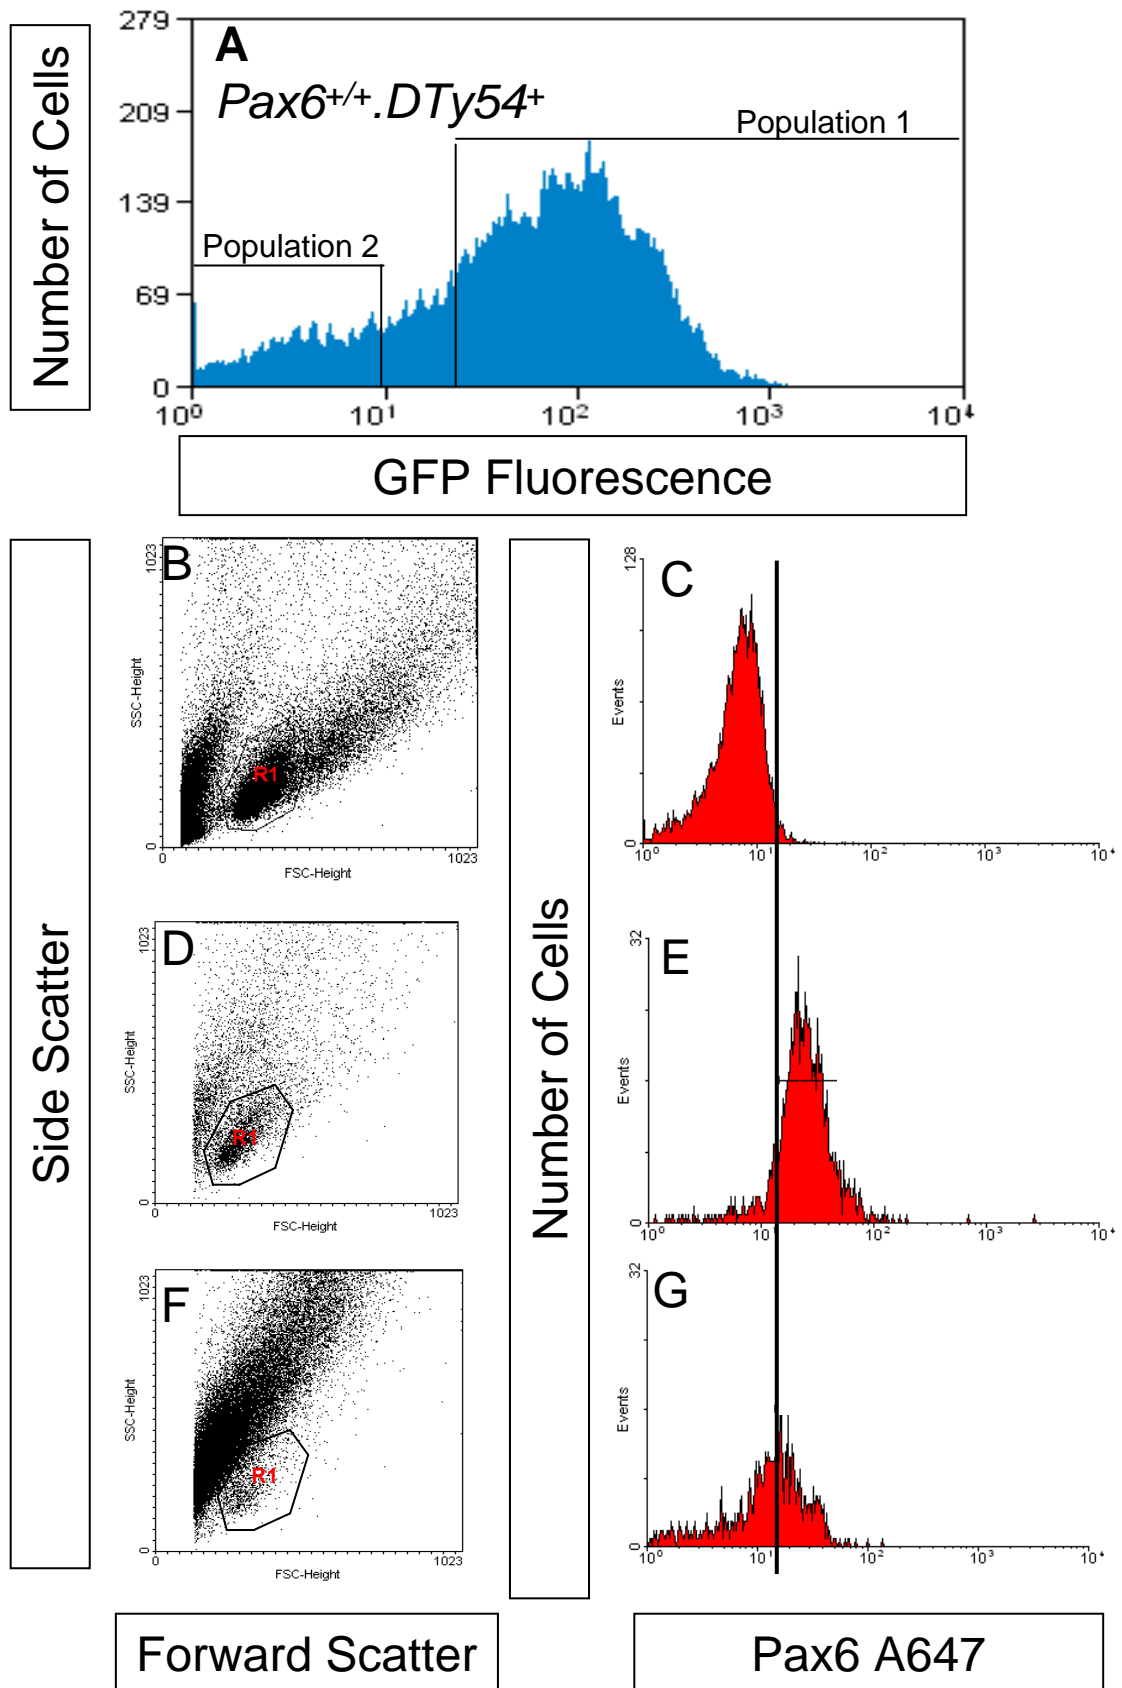 Number of Cells
279
209
139
69
0
A
Pax6+/+.DTy54+
Population 1
Population 2
10⁰ 10¹ 10² 10³ 10⁴
GFP Fluorescence
Side Scatter
B
1023
SSC-Height
0
R1
0 1023
FSC-Height
Number of Cells
C
128
Events
0
10⁰ 10¹ 10² 10³ 10⁴
D
1023
SSC-Height
0
R1
0 1023
FSC-Height
E
32
Events
0
10⁰ 10¹ 10² 10³ 10⁴
F
1023
SSC-Height
0
R1
0 1023
FSC-Height
G
32
Events
0
10⁰ 10¹ 10² 10³ 10⁴
Forward Scatter
Pax6 A647